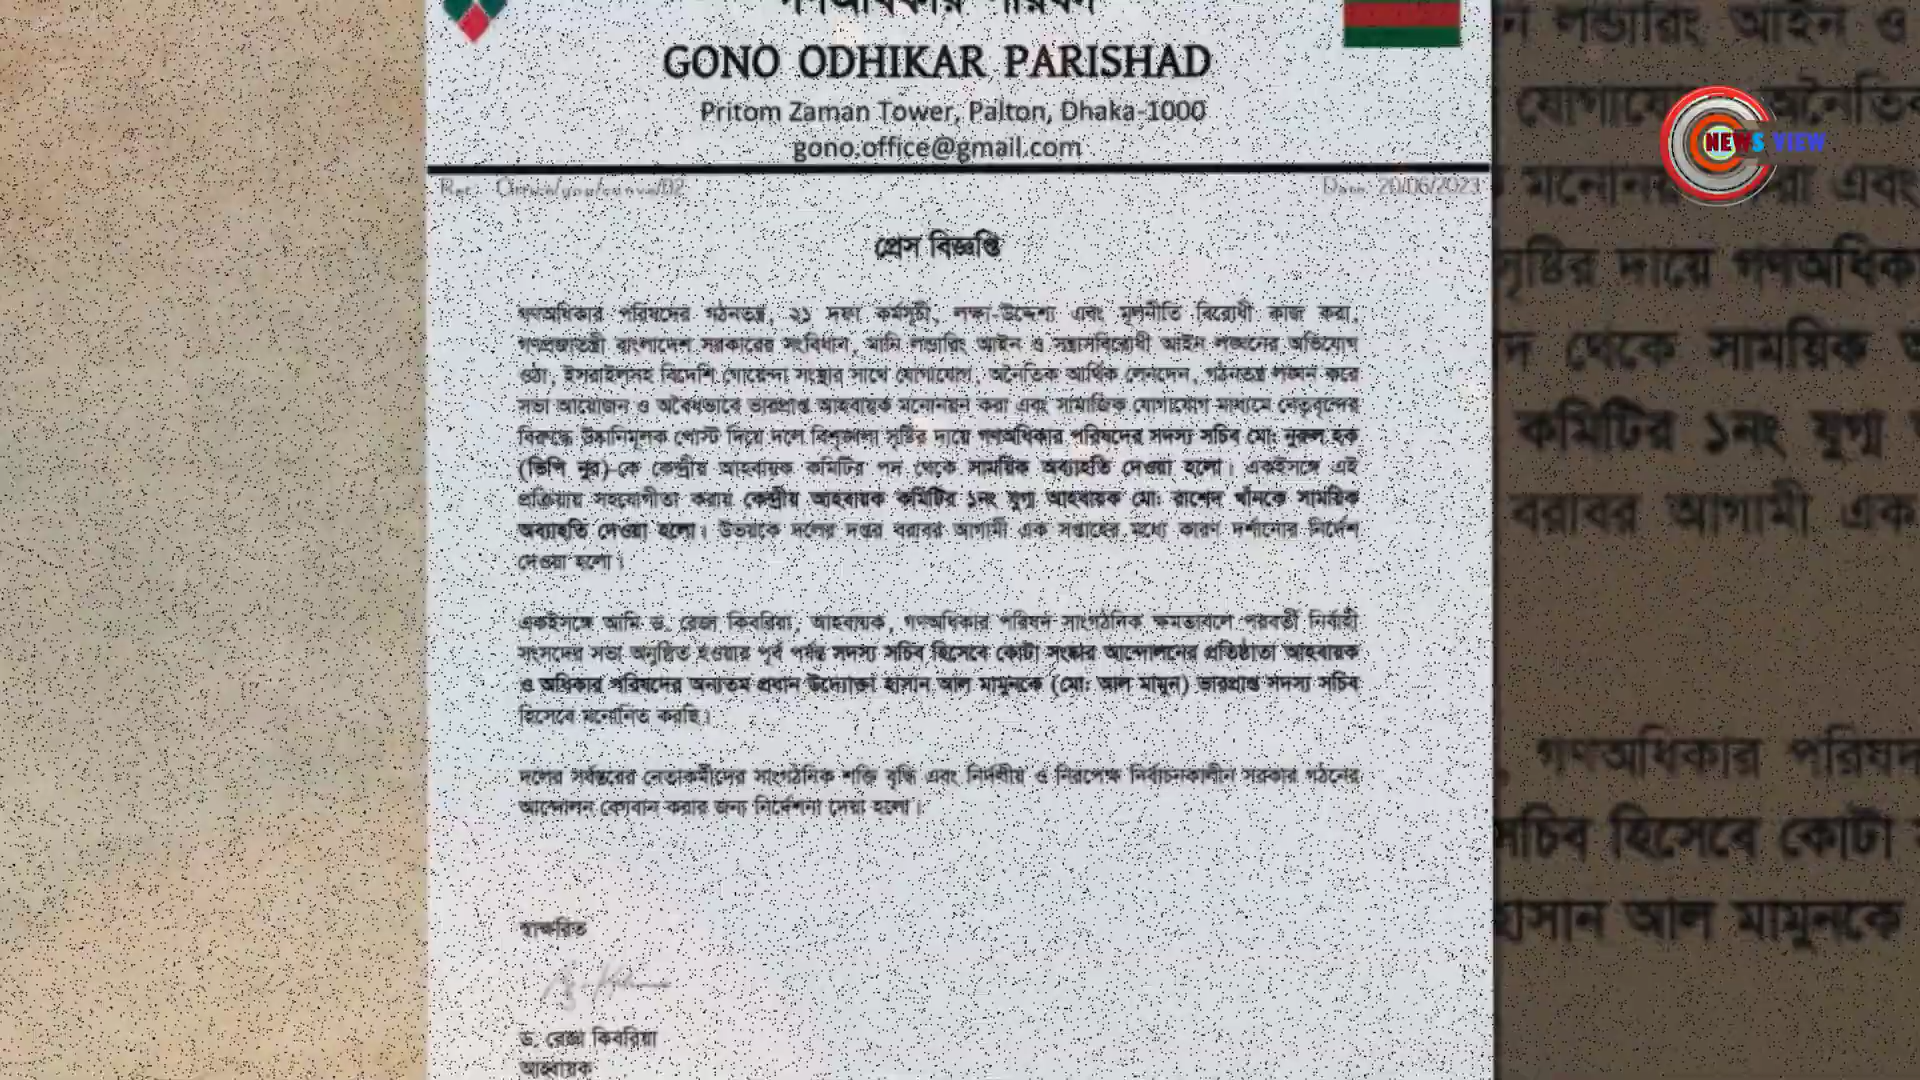 গণঅধিকার পরিষদ
GONO ODHIKAR PARISHAD
Pritom Zaman Tower, Palton, Dhaka-1000
gono.office@gmail.com
Date: 20/06/2023
প্রেস বিজ্ঞপ্তি
গণঅধিকার পরিষদের গঠনতন্ত্র, ২১ দফা কর্মসূচী, লক্ষ্য-উদ্দেশ্য এবং মূলনীতি বিরোধী কাজ করা,
গণপ্রজাতন্ত্রী বাংলাদেশ সরকারের সংবিধান, মানি লন্ডারিং আইন ও সন্ত্রাসবিরোধী আইন লঙ্ঘনের অভিযোগ
ওঠা, ইসরাইলসহ বিদেশি গোয়েন্দা সংস্থার সাথে যোগাযোগ, অনৈতিক আর্থিক লেনদেন, গঠনতন্ত্র লঙ্ঘন করে
সভা আয়োজন ও অবৈধভাবে ভারপ্রাপ্ত আহবায়ক মনোনয়ন করা এবং সামাজিক যোগাযোগ মাধ্যমে নেতৃবৃন্দের
বিরুদ্ধে উস্কানিমূলক পোস্ট দিয়ে দলে বিশৃঙ্খলা সৃষ্টির দায়ে গণঅধিকার পরিষদের সদস্য সচিব মো: নুরুল হক
(ভিপি নুর)-কে কেন্দ্রীয় আহবায়ক কমিটির পদ থেকে সাময়িক অব্যাহতি দেওয়া হলো। একইসঙ্গে এই
প্রক্রিয়ায় সহযোগীতা করায় কেন্দ্রীয় আহবায়ক কমিটির ১নং যুগ্ম আহবায়ক মো: রাশেদ খাঁনকে সাময়িক
অব্যাহতি দেওয়া হলো। উভয়কে দলের দপ্তর বরাবর আগামী এক সপ্তাহের মধ্যে কারণ দর্শানোর নির্দেশ
দেওয়া হলো।
একইসঙ্গে আমি ড. রেজা কিবরিয়া, আহবায়ক, গণঅধিকার পরিষদ সাংগঠনিক ক্ষমতাবলে পরবর্তী নির্বাহী
সংসদের সভা অনুষ্ঠিত হওয়ার পূর্ব পর্যন্ত সদস্য সচিব হিসেবে কোটা সংস্কার আন্দোলনের প্রতিষ্ঠাতা আহবায়ক
ও অধিকার পরিষদের অন্যতম প্রধান উদ্যোক্তা হাসান আল মামুনকে (মো: আল মামুন) ভারপ্রাপ্ত সদস্য সচিব
হিসেবে মনোনিত করছি।
দলের সর্বস্তরের নেতাকর্মীদের সাংগঠনিক শক্তি বৃদ্ধি এবং নির্দলীয় ও নিরপেক্ষ নির্বাচনকালীন সরকার গঠনের
আন্দোলন বেগবান করার জন্য নির্দেশনা দেয়া হলো।
স্বাক্ষরিত
ড. রেজা কিবরিয়া
আহবায়ক
NEWS VIEW
ন লন্ডারিং আইন ও
যোগাযো অনৈতিক
মনোনয় রা এবং
সৃষ্টির দায়ে গণঅধিক
দ থেকে সাময়িক অ
কমিটির ১নং যুগ্ম
বরাবর আগামী এক
গণঅধিকার পরিষদ
সচিব হিসেবে কোটা
হাসান আল মামুনকে